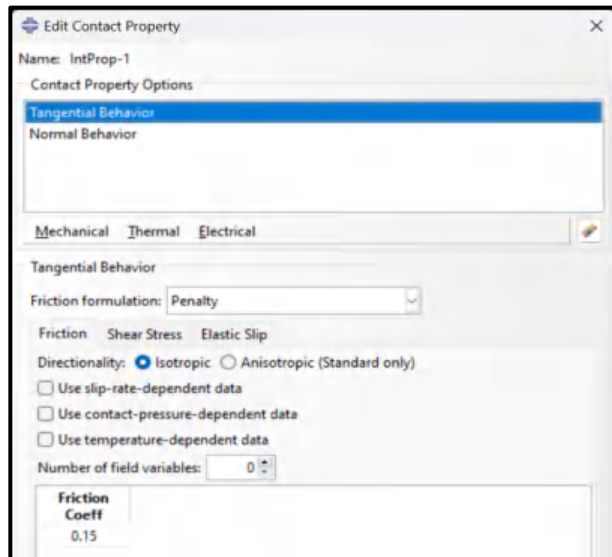 Edit Contact Property
Name: IntProp-1
Contact Property Options
Tangential Behavior
Normal Behavior
Mechanical Thermal Electrical
Tangential Behavior
Friction formulation: Penalty
Friction Shear Stress Elastic Slip
Directionality: Isotropic Anisotropic (Standard only)
Use slip-rate-dependent data
Use contact-pressure-dependent data
Use temperature-dependent data
Number of field variables: 0
Friction
Coeff
0.15